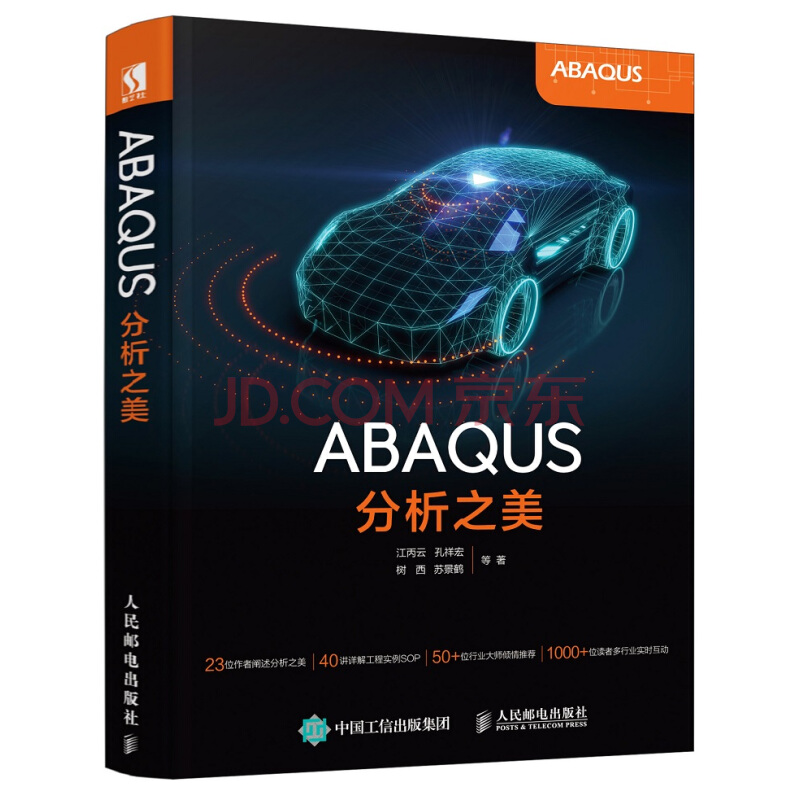 异步社区
ABAQUS
分析之美
人民邮电出版社
ABAQUS
JD.COM 京东
ABAQUS
分析之美
江丙云 孔祥宏
树西 苏景鹤
等 著
23位作者阐述分析之美
40讲详解工程实例SOP
50+位行业大师倾情推荐
1000+位读者多行业实时互动
中国工信出版集团
人民邮电出版社
POSTS & TELECOM PRESS